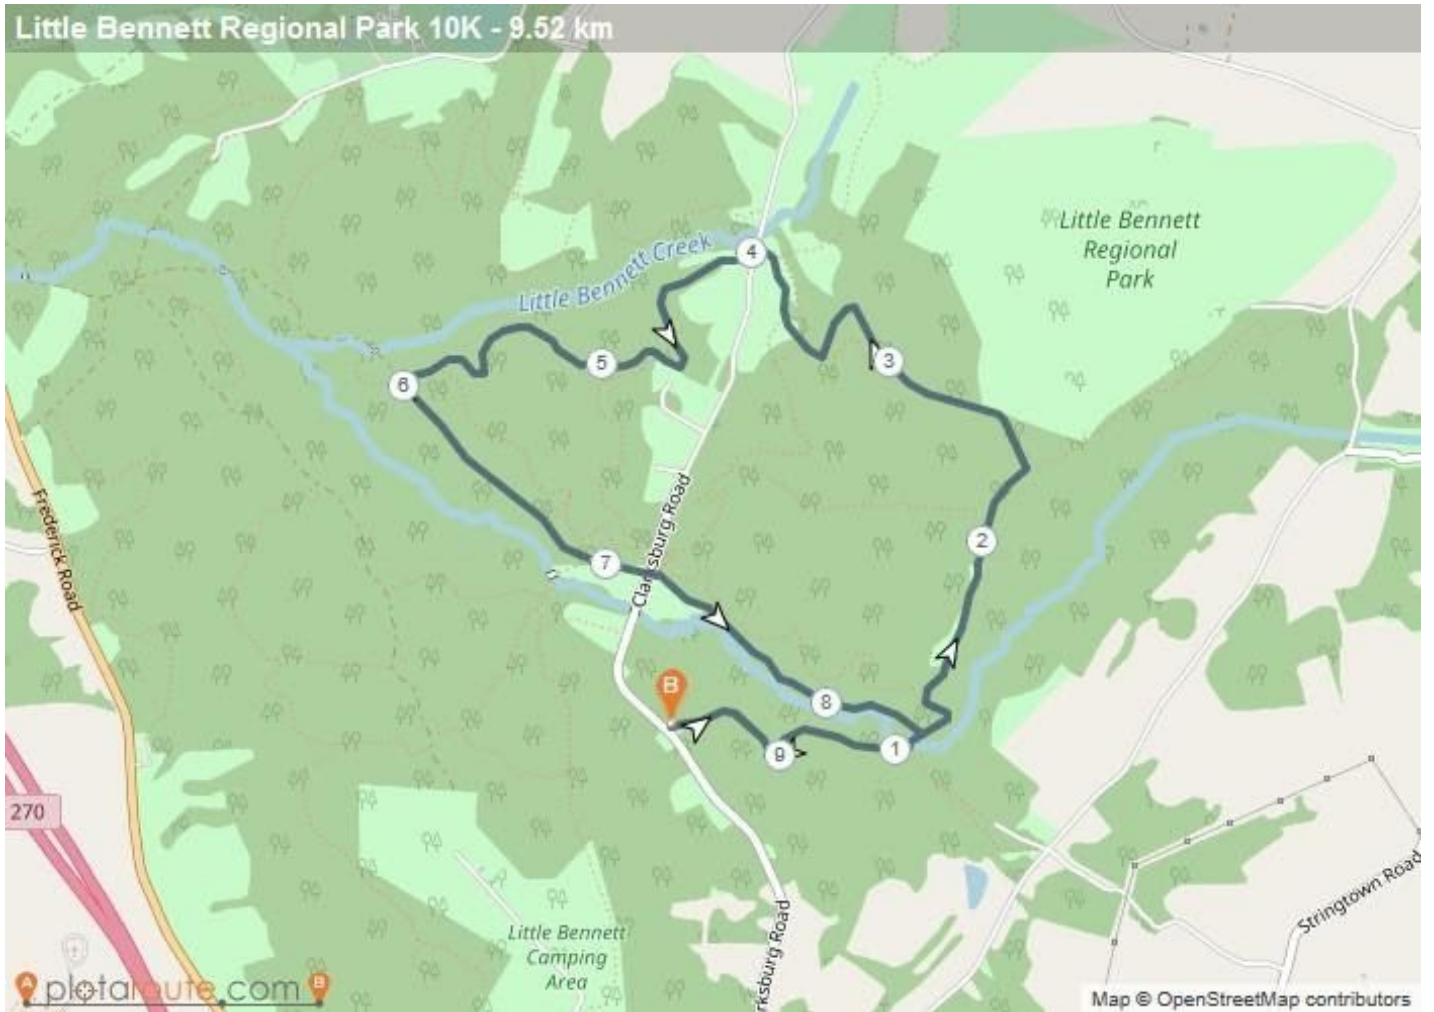 Little Bennett Regional Park 10K - 9.52 km
Little Bennett
Regional
Park
Little Bennett Creek
4
3
5
6
2
Clarksburg Road
Frederick Road
7
B
8
1
9
270
Little Bennett
Camping
Area
rksburg Road
Stringtown Road
A
plotaroute.com
B
Map © OpenStreetMap contributors